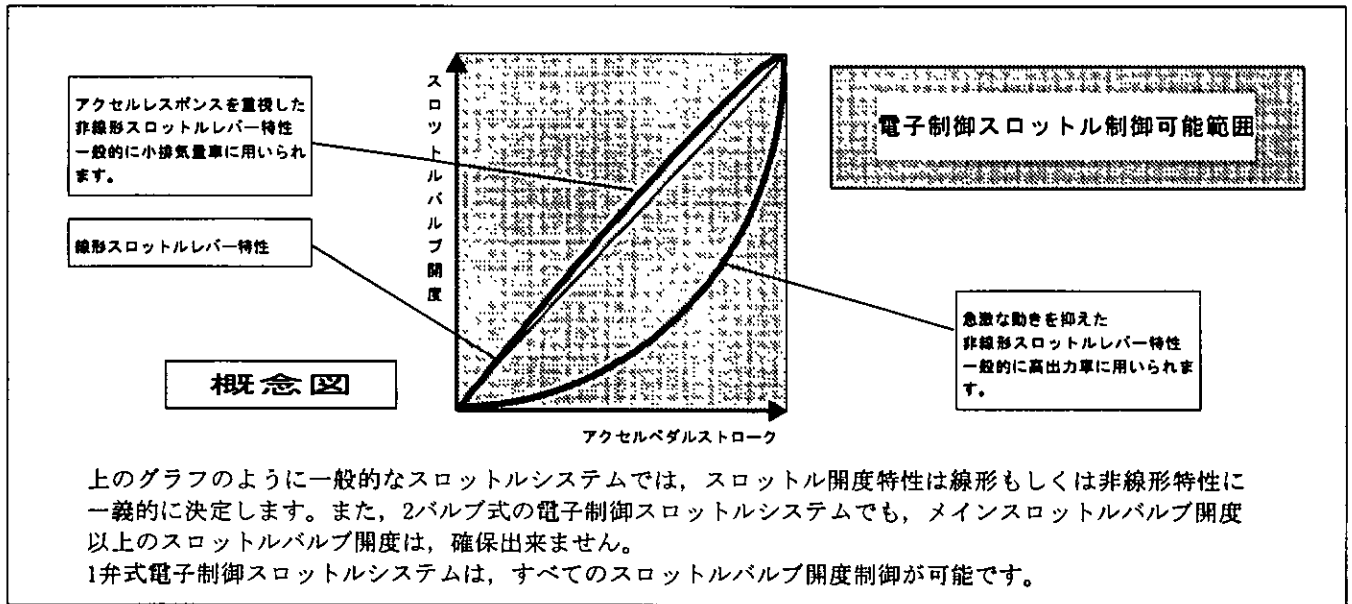 アクセルレスポンスを重視した
非線形スロットルレバー特性
一般的に小排気量車に用いられ
ます。
線形スロットルレバー特性
概念図
スロットルバルブ開度
アクセルペダルストローク
電子制御スロットル制御可能範囲
急激な動きを抑えた
非線形スロットルレバー特性
一般的に高出力車に用いられま
す。
上のグラフのように一般的なスロットルシステムでは，スロットル開度特性は線形もしくは非線形特性に
一義的に決定します。また，2バルブ式の電子制御スロットルシステムでも，メインスロットルバルブ開度
以上のスロットルバルブ開度は，確保出来ません。
1弁式電子制御スロットルシステムは，すべてのスロットルバルブ開度制御が可能です。